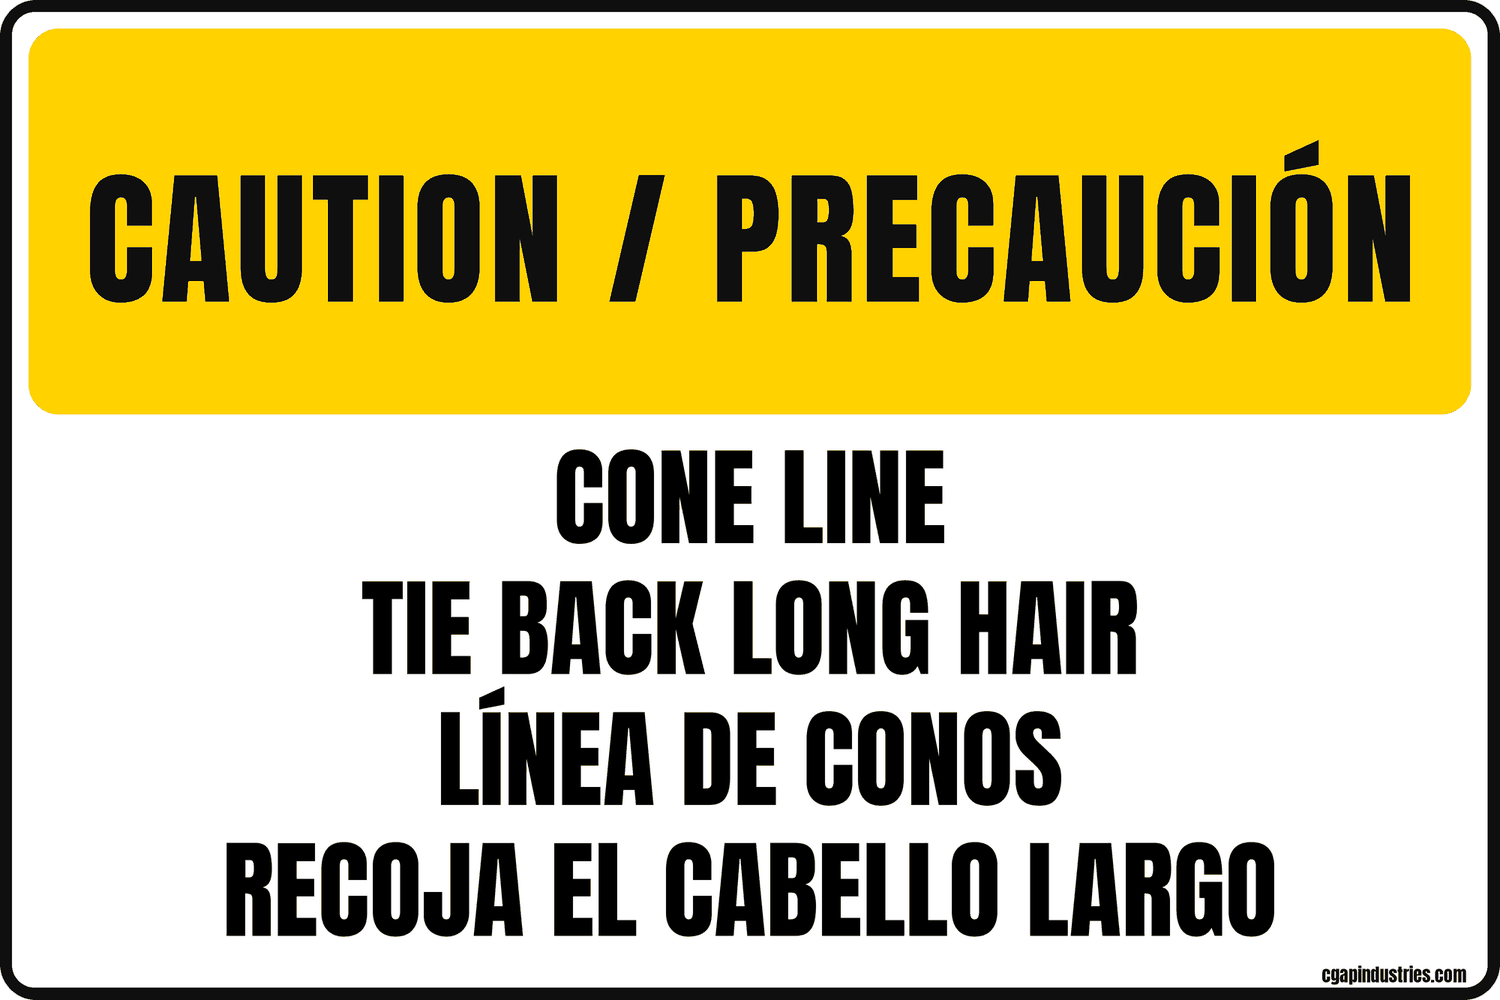 CAUTION / PRECAUCIÓN
CONE LINE
TIE BACK LONG HAIR
LÍNEA DE CONOS
RECOJA EL CABELLO LARGO
cgapindustries.com